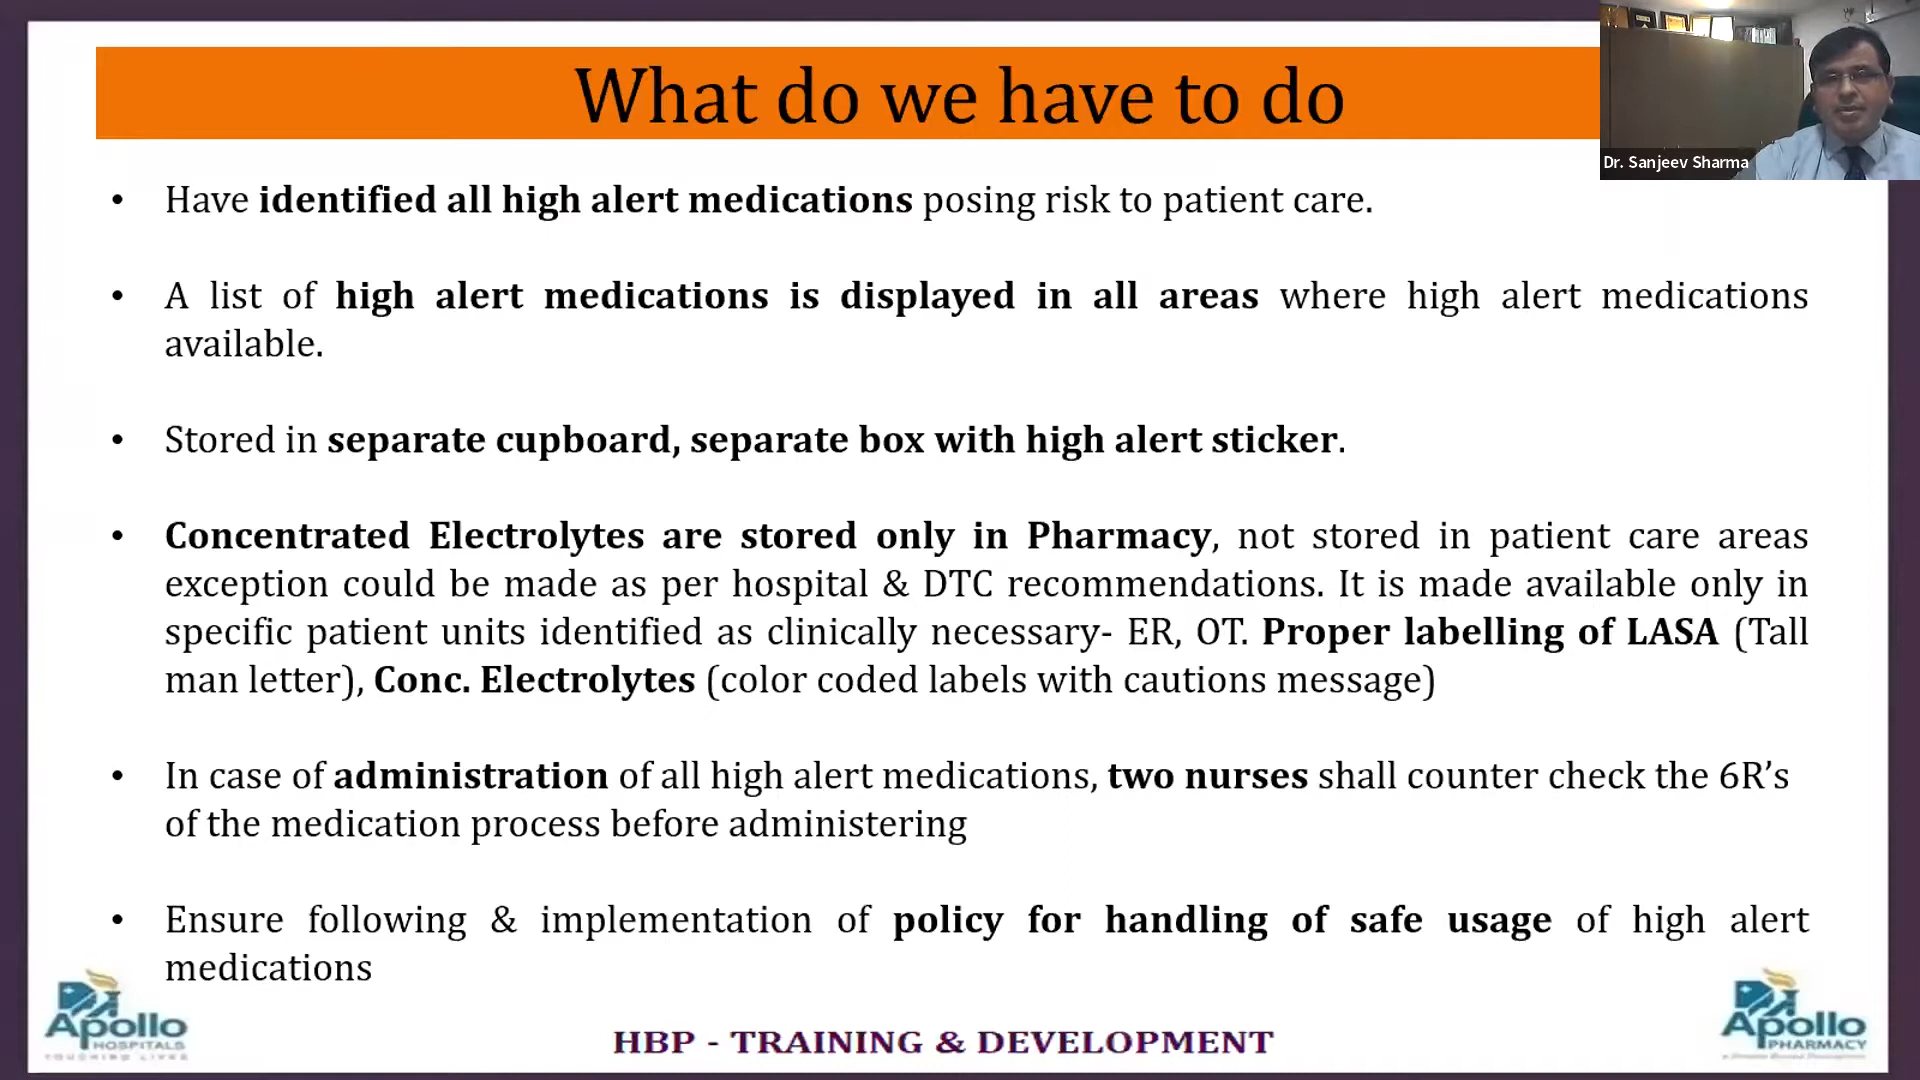 What do we have to do
Dr. Sanjeev Sharma
• Have identified all high alert medications posing risk to patient care.
• A list of high alert medications is displayed in all areas where high alert medications
available.
• Stored in separate cupboard, separate box with high alert sticker.
• Concentrated Electrolytes are stored only in Pharmacy, not stored in patient care areas
exception could be made as per hospital & DTC recommendations. It is made available only in
specific patient units identified as clinically necessary- ER, OT. Proper labelling of LASA (Tall
man letter), Conc. Electrolytes (color coded labels with cautions message)
• In case of administration of all high alert medications, two nurses shall counter check the 6R’s
of the medication process before administering
• Ensure following & implementation of policy for handling of safe usage of high alert
medications
Apollo
HOSPITALS
TOUCHING LIVES
HBP - TRAINING & DEVELOPMENT
Apollo
PHARMACY